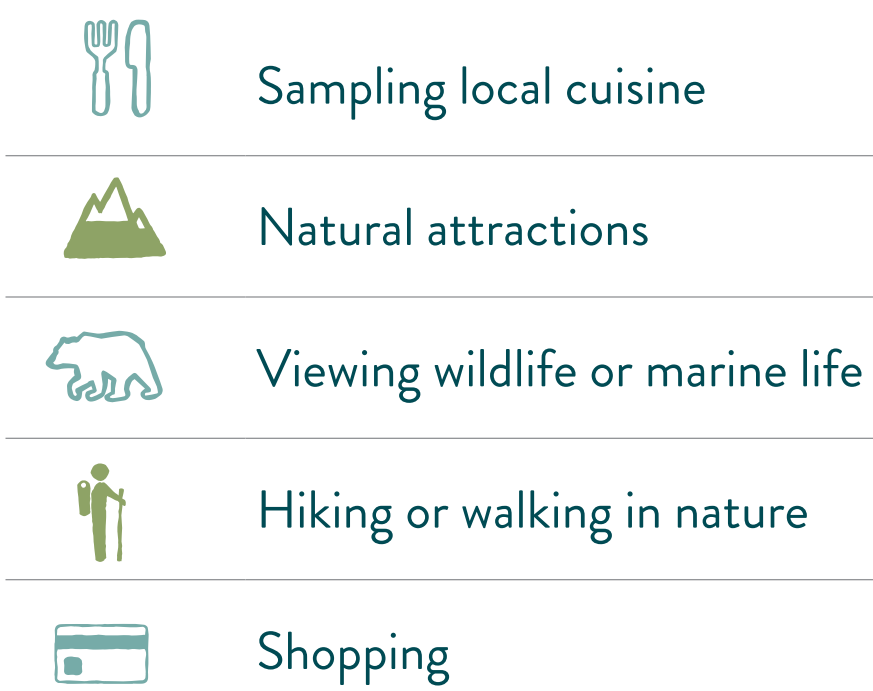 Sampling local cuisine
Natural attractions
Viewing wildlife or marine life
Hiking or walking in nature
Shopping